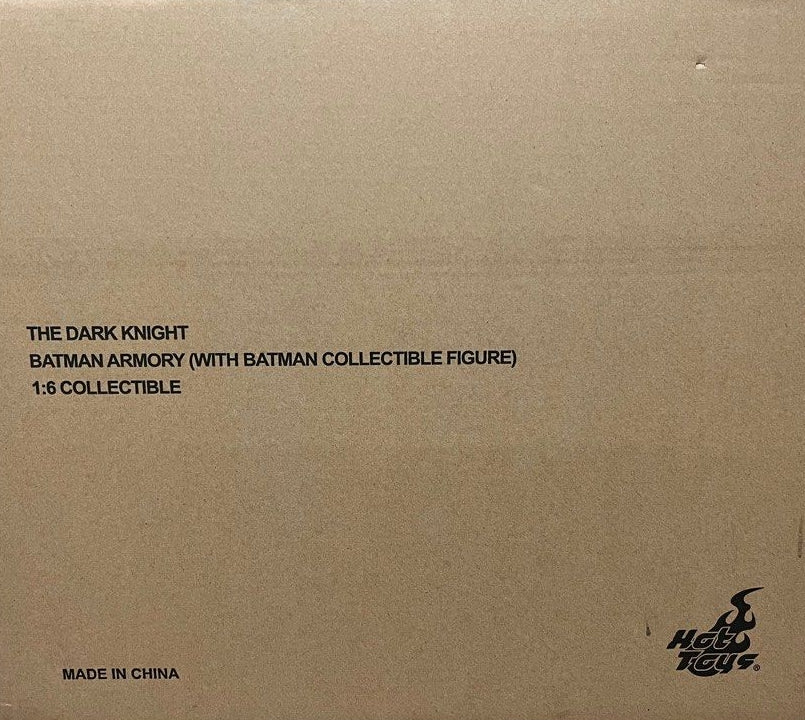 THE DARK KNIGHT
BATMAN ARMORY (WITH BATMAN COLLECTIBLE FIGURE)
1:6 COLLECTIBLE
MADE IN CHINA
Hot
Toys®